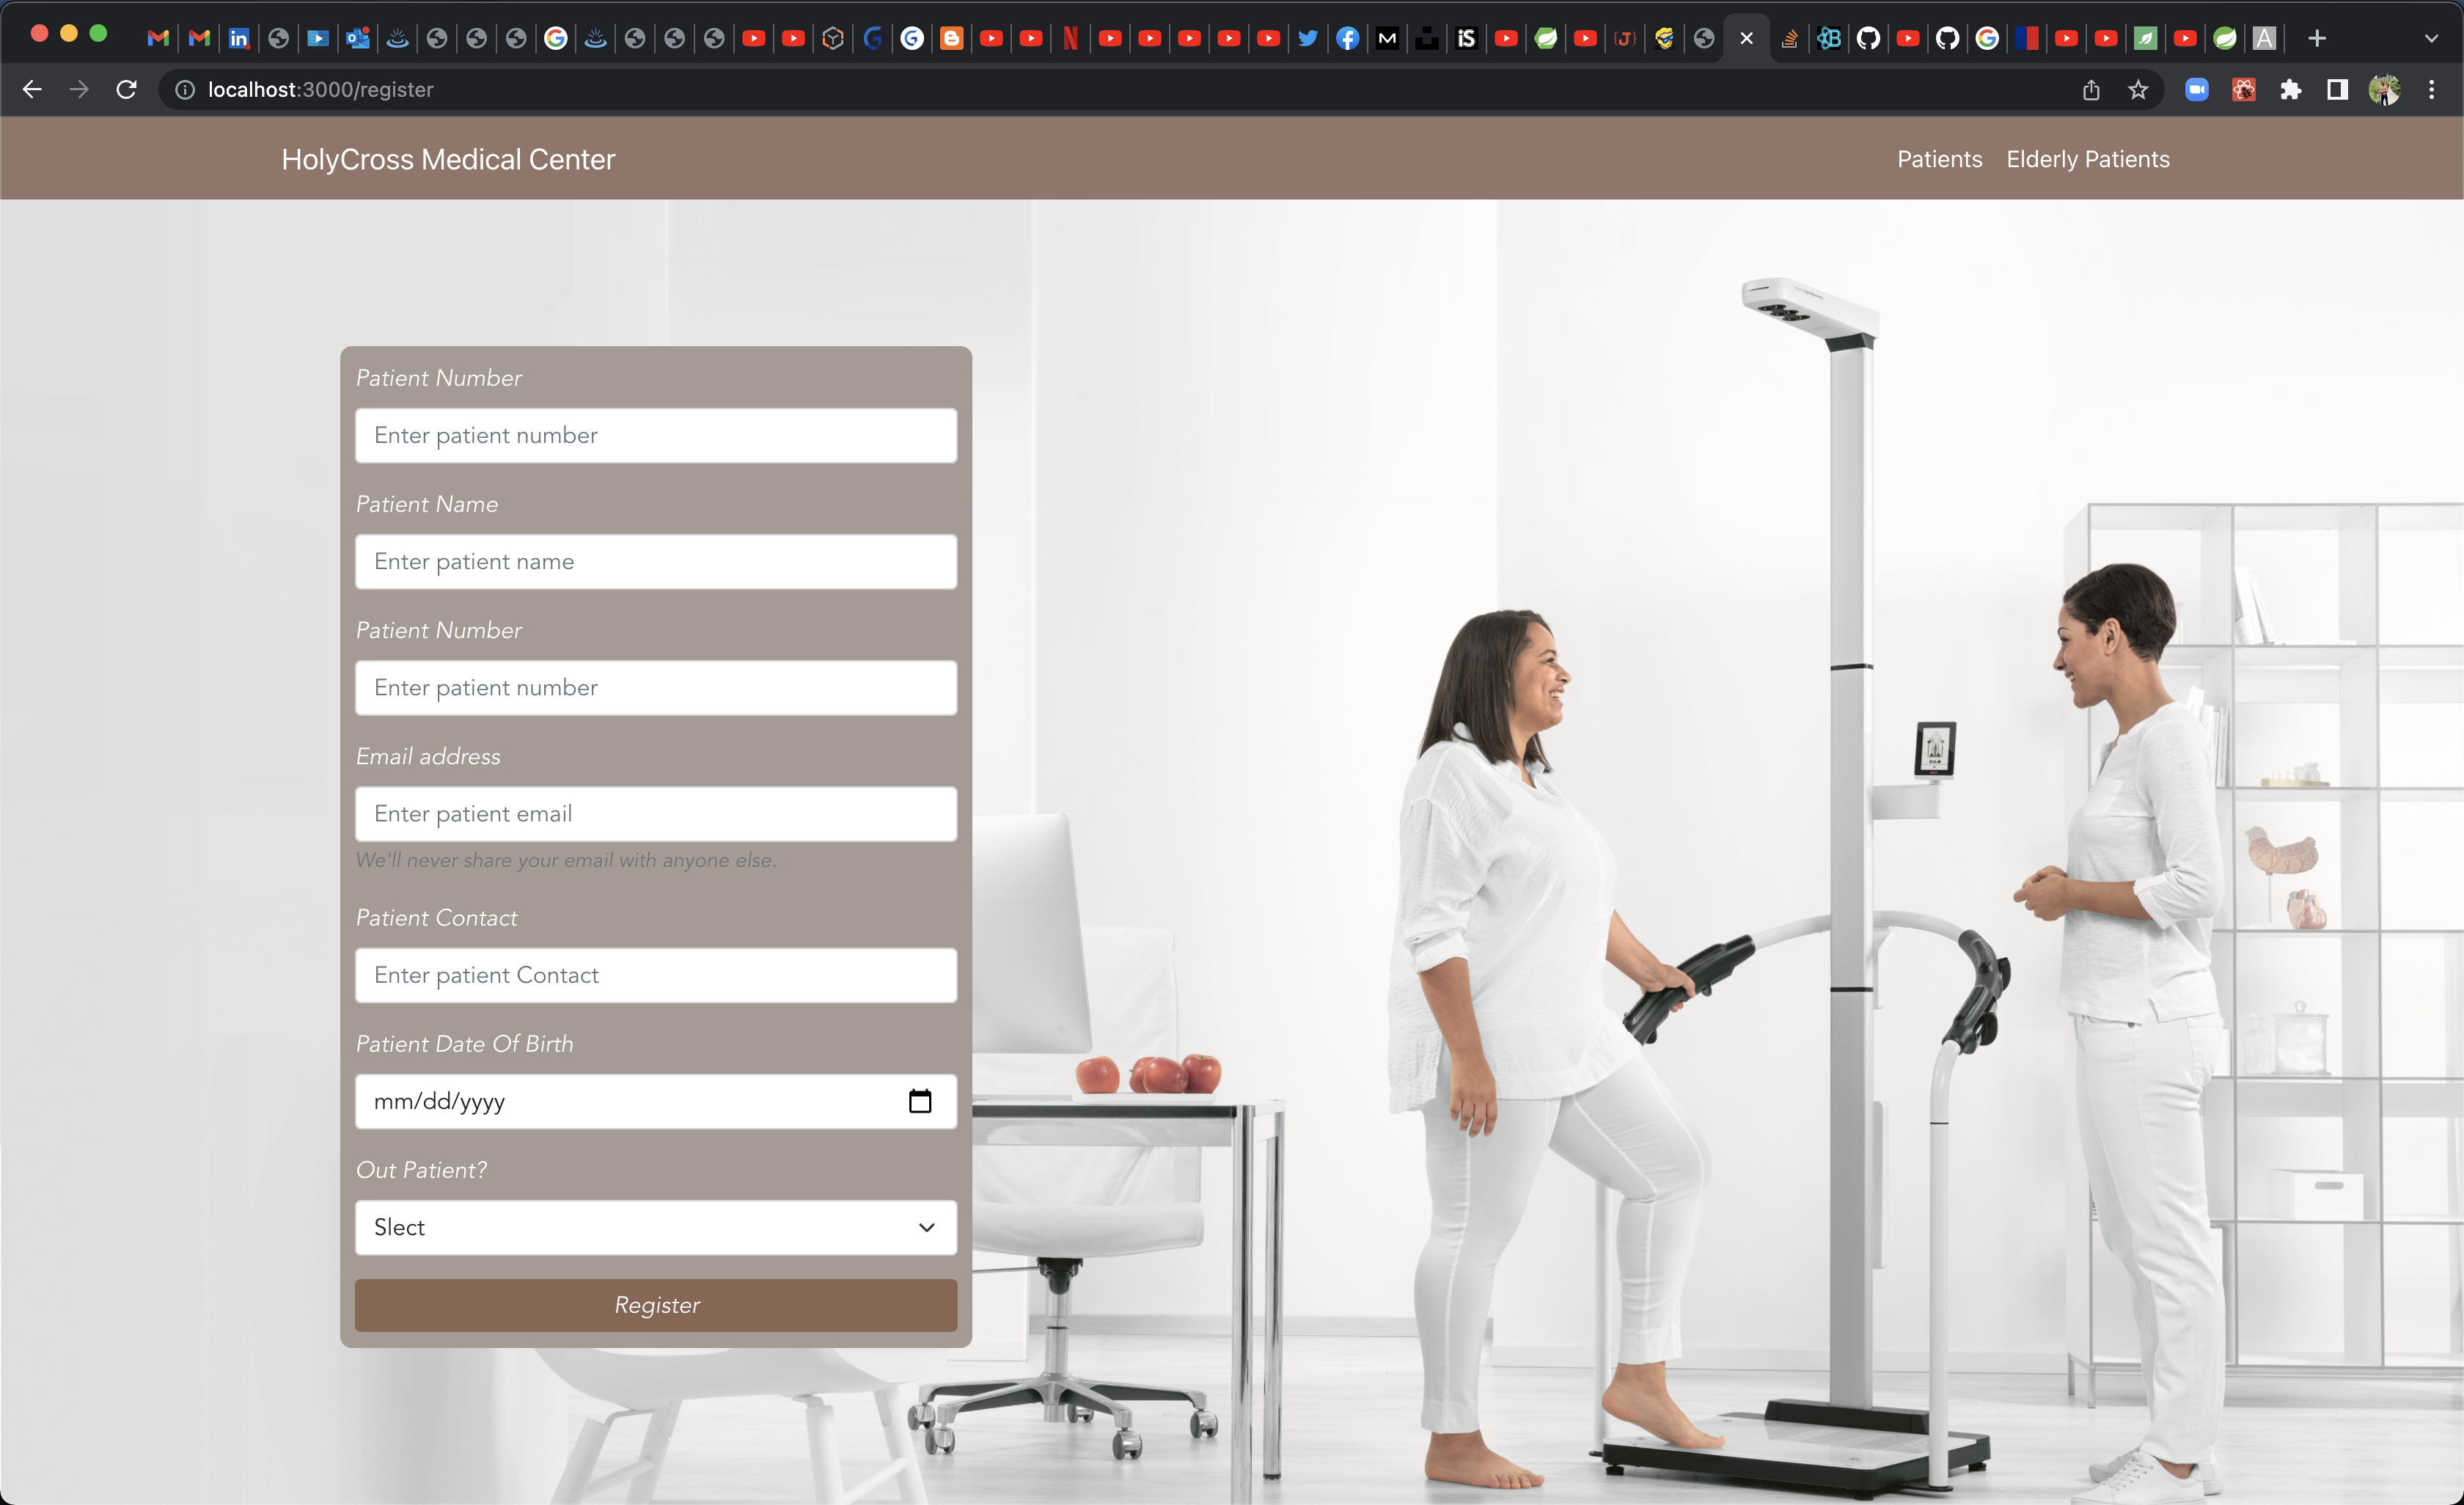 localhost:3000/register
HolyCross Medical Center
Patients
Elderly Patients
Patient Number
Enter patient number
Patient Name
Enter patient name
Patient Number
Enter patient number
Email address
Enter patient email
We'll never share your email with anyone else.
Patient Contact
Enter patient Contact
Patient Date Of Birth
mm/dd/yyyy
Out Patient?
Slect
Register